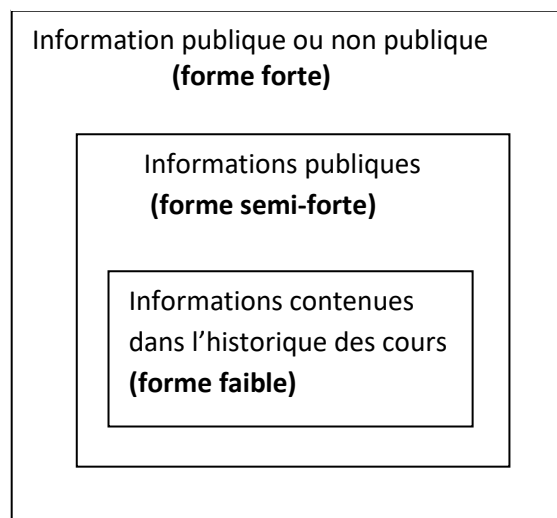 Information publique ou non publique
(forme forte)
Informations publiques
(forme semi-forte)
Informations contenues
dans l’historique des cours
(forme faible)